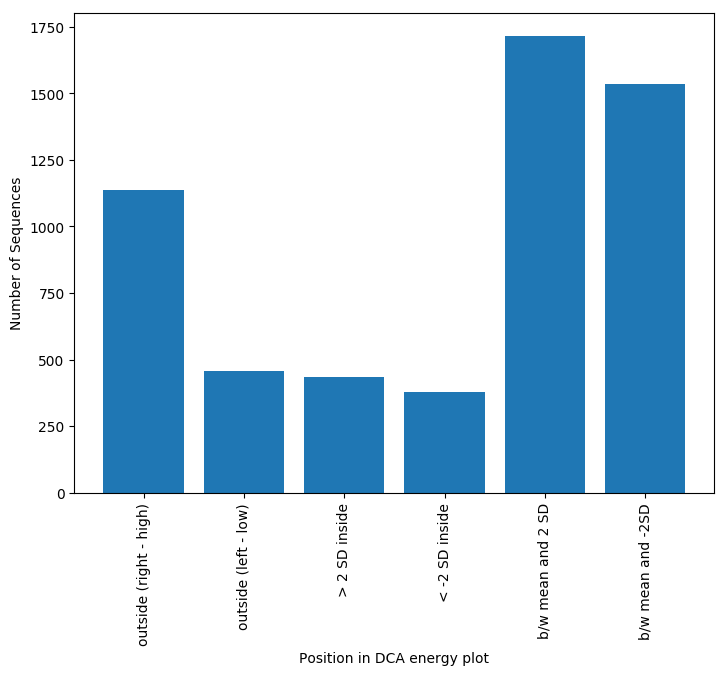 1750
1500
1250
1000
750
500
250
0
Number of Sequences
outside (right - high)
outside (left - low)
> 2 SD inside
< -2 SD inside
b/w mean and 2 SD
b/w mean and -2SD
Position in DCA energy plot